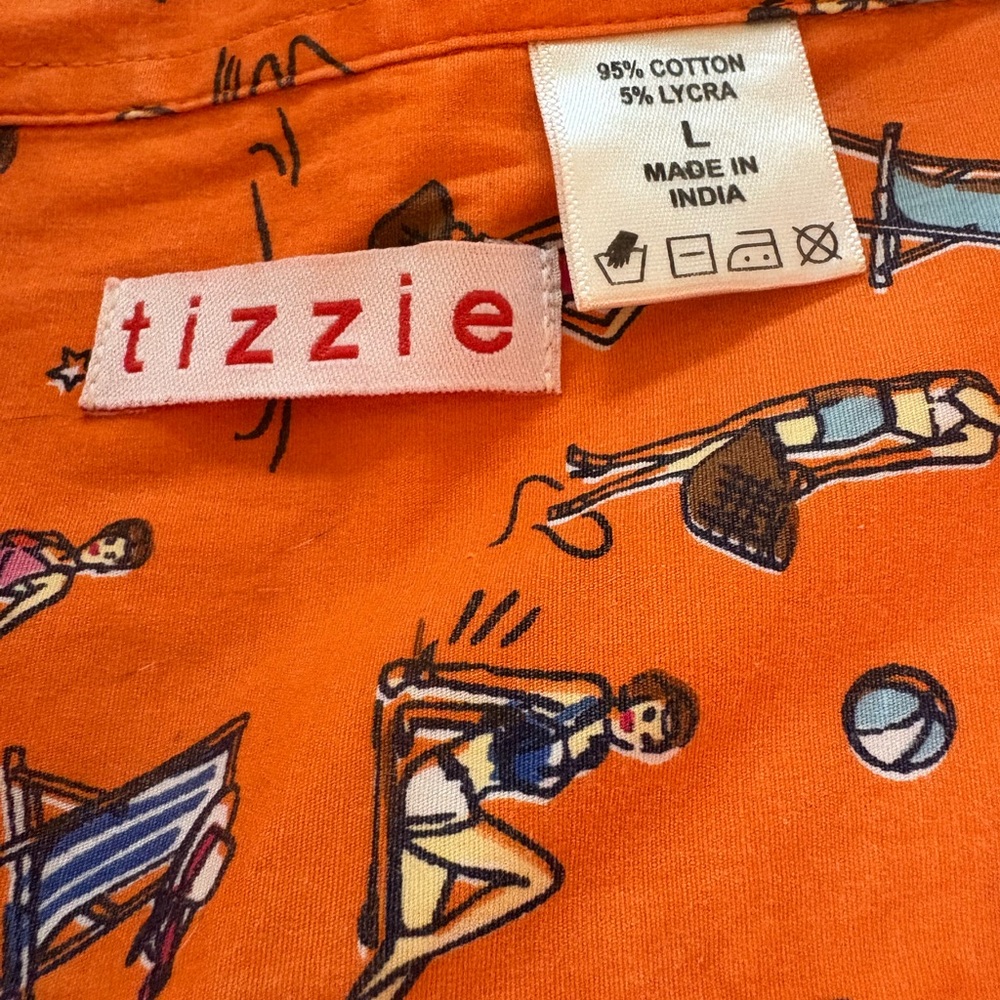 95% COTTON
5% LYCRA
L
MADE IN
INDIA
tizzie